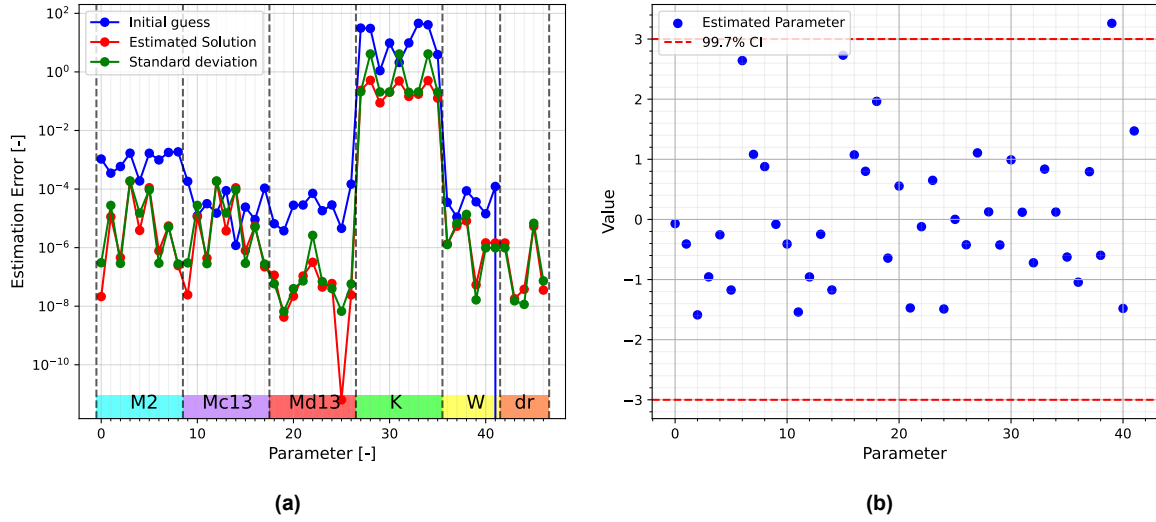 Initial guess
Estimated Solution
Standard deviation
Estimation Error [-]
10²
10⁰
10⁻²
10⁻⁴
10⁻⁶
10⁻⁸
10⁻¹⁰
M2 Mc13 Md13 K W dr
0 10 20 30 40
Parameter [-]
(a)
Estimated Parameter
99.7% CI
Value
3
2
1
0
−1
−2
−3
0 10 20 30 40
Parameter
(b)